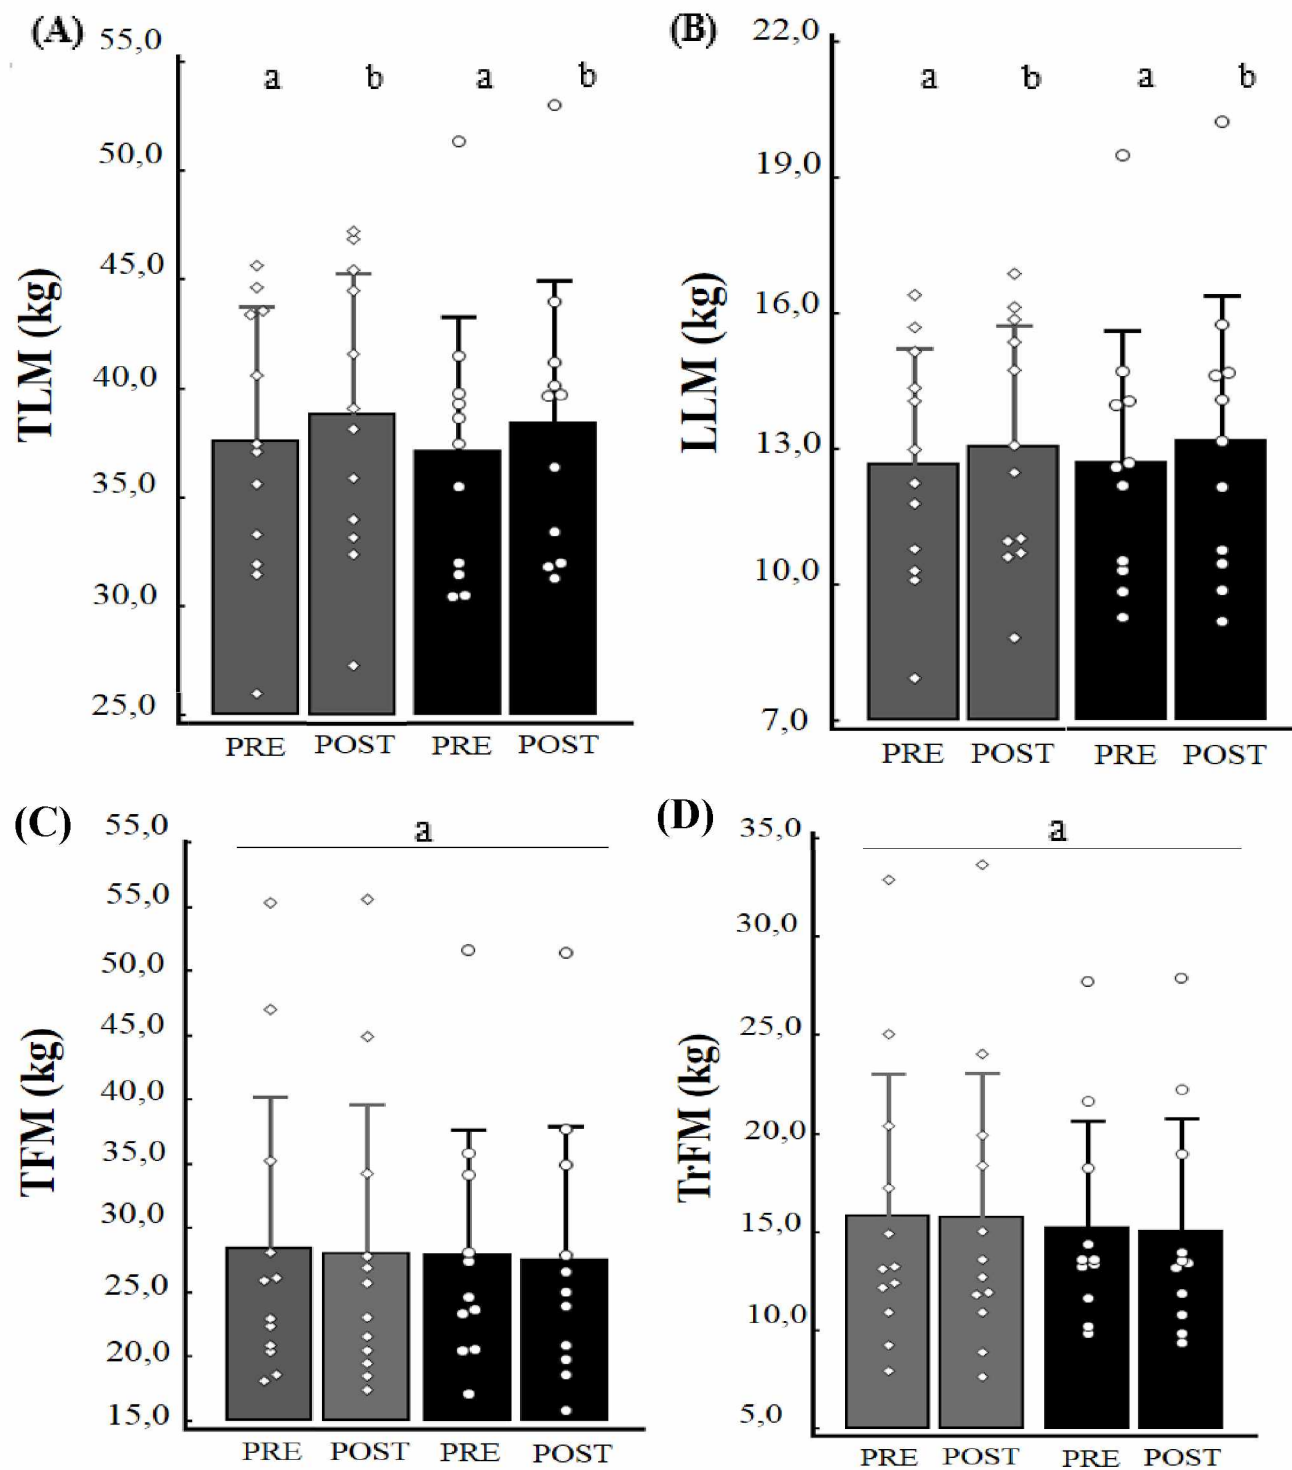 (A)
TLM (kg)
55,0
50,0
45,0
40,0
35,0
30,0
25,0
a b a b
PRE POST PRE POST
(B)
LLM (kg)
22,0
19,0
16,0
13,0
10,0
7,0
a b a b
PRE POST PRE POST
(C)
TFM (kg)
55,0
55,0
50,0
45,0
40,0
35,0
30,0
25,0
20,0
15,0
a
PRE POST PRE POST
(D)
TrFM (kg)
35,0
30,0
25,0
20,0
15,0
10,0
5,0
a
PRE POST PRE POST